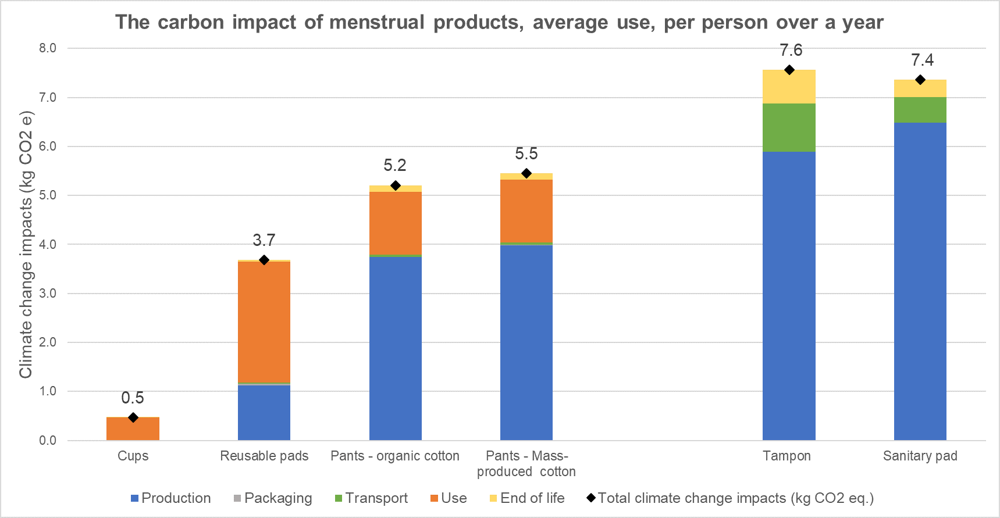 The carbon impact of menstrual products, average use, per person over a year
Climate change impacts (kg CO2 e)
8.0
7.0
6.0
5.0
4.0
3.0
2.0
1.0
0.0
0.5
3.7
5.2
5.5
7.6
7.4
Cups
Reusable pads
Pants - organic cotton
Pants - Mass-
produced cotton
Tampon
Sanitary pad
Production Packaging Transport Use End of life Total climate change impacts (kg CO2 eq.)